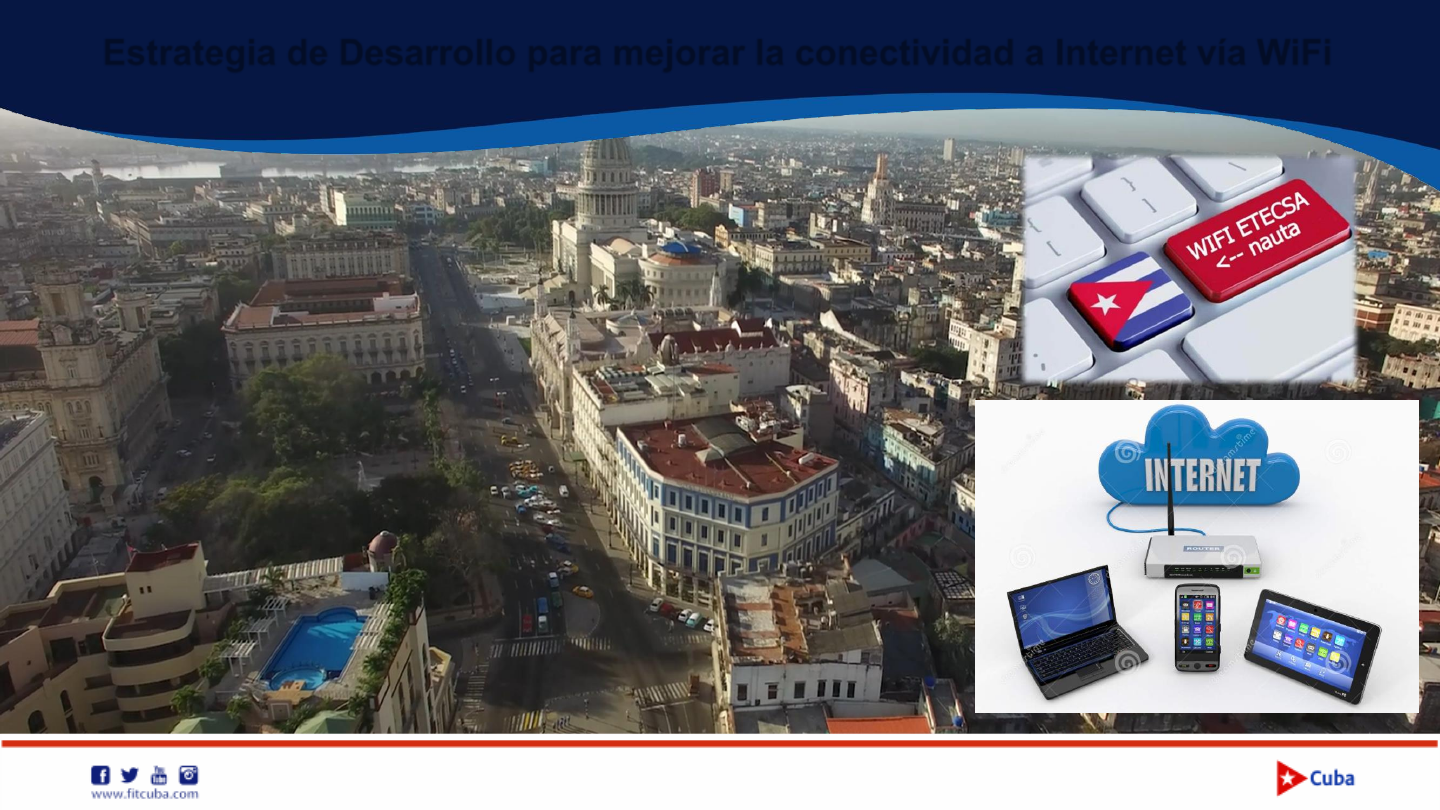 Estrategia de Desarrollo para mejorar la conectividad a Internet vía WiFi
WIFI ETECSA
<-- nauta
INTERNET
ROUTER
www.fitcuba.com
Cuba